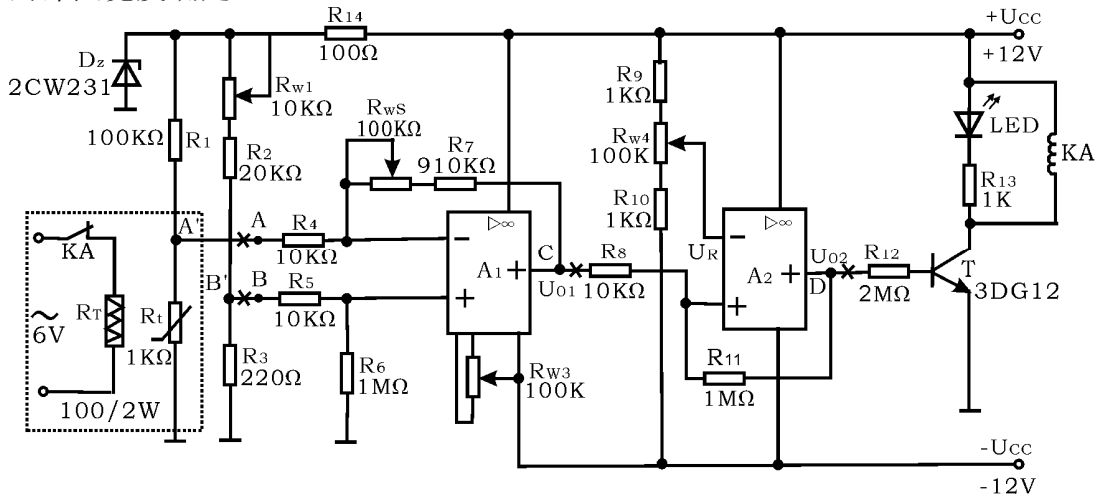 R14
100Ω
+UCC
+12V
DZ
2CW231
RW1
10KΩ
RWS
100KΩ
R7
910KΩ
R9
1KΩ
RW4
100K
LED
KA
100KΩ
R1
R2
20KΩ
R10
1KΩ
R13
1K
A'
A
R4
10KΩ
▷∞
−
A1
+
+
C
UO1
R8
10KΩ
UR
▷∞
−
A2
+
+
UO2
D
R12
2MΩ
T
3DG12
KA
B'
B
R5
10KΩ
~
6V
RT
Rt
1KΩ
R3
220Ω
R6
1MΩ
RW3
100K
R11
1MΩ
100/2W
-UCC
-12V